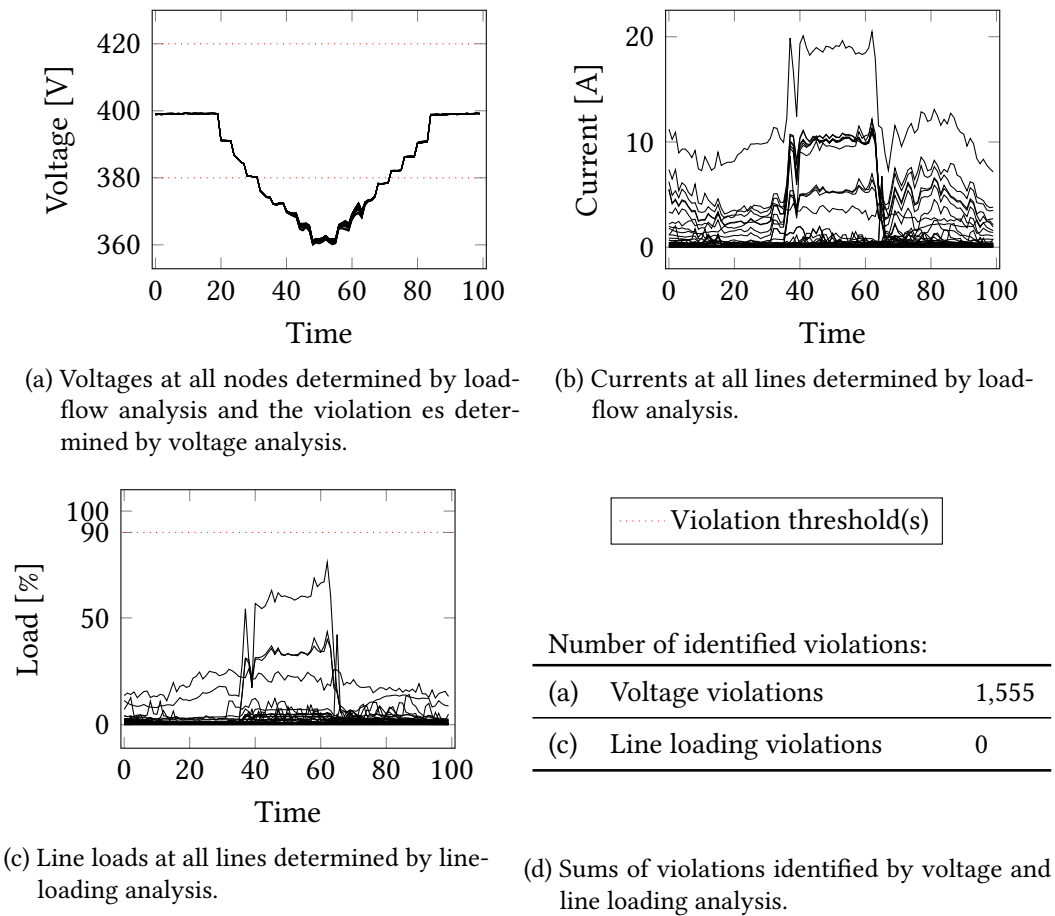 420
400
380
360
Voltage [V]
0 20 40 60 80 100
Time
(a) Voltages at all nodes determined by load-
flow analysis and the violation es deter-
mined by voltage analysis.
20
10
0
Current [A]
0 20 40 60 80 100
Time
(b) Currents at all lines determined by load-
flow analysis.
100
90
50
0
Load [%]
0 20 40 60 80 100
Time
(c) Line loads at all lines determined by line-
loading analysis.
Violation threshold(s)
Number of identified violations:
(a) Voltage violations 1,555
(c) Line loading violations 0
(d) Sums of violations identified by voltage and
line loading analysis.